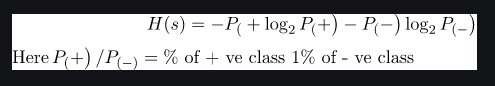 H(s) = −P₍ + log₂ P₍+) − P₍−) log₂ P₍₋₎
Here P₍+) / P₍₋₎ = % of + ve class 1% of - ve class